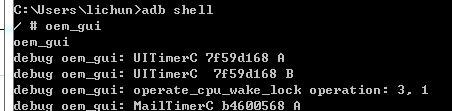 C:\Users\lichun>adb shell
/ # oem_gui
oem_gui
debug oem_gui: UITimerC 7f59d168 A
debug oem_gui: UITimerC  7f59d168 B
debug oem_gui: operate_cpu_wake_lock operation: 3, 1
debug oem_gui: MailTimerC b4600568 A